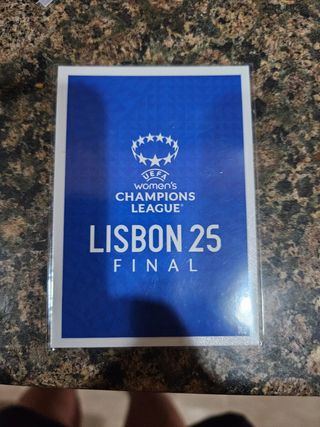 UEFA
women's
CHAMPIONS
LEAGUE
LISBON 25
FINAL